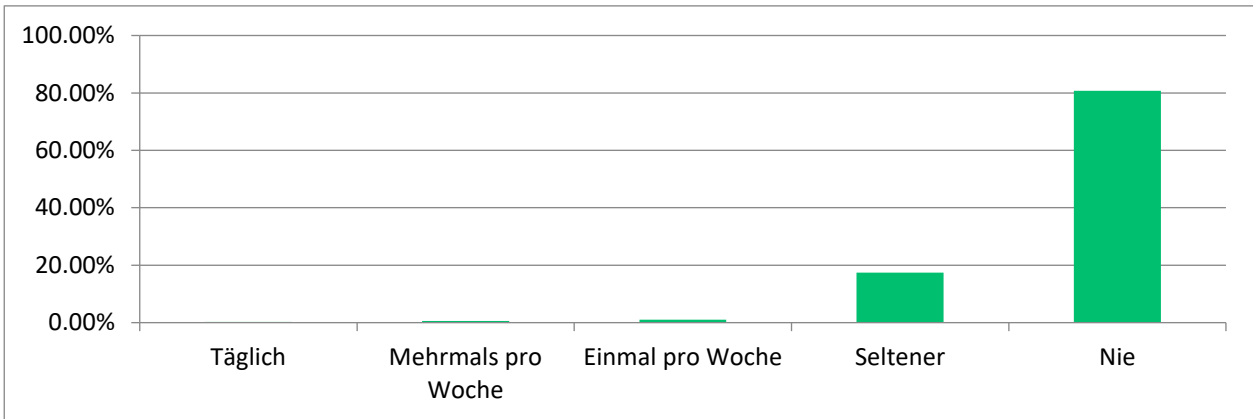 100.00%
80.00%
60.00%
40.00%
20.00%
0.00%
Täglich
Mehrmals pro
Woche
Einmal pro Woche
Seltener
Nie